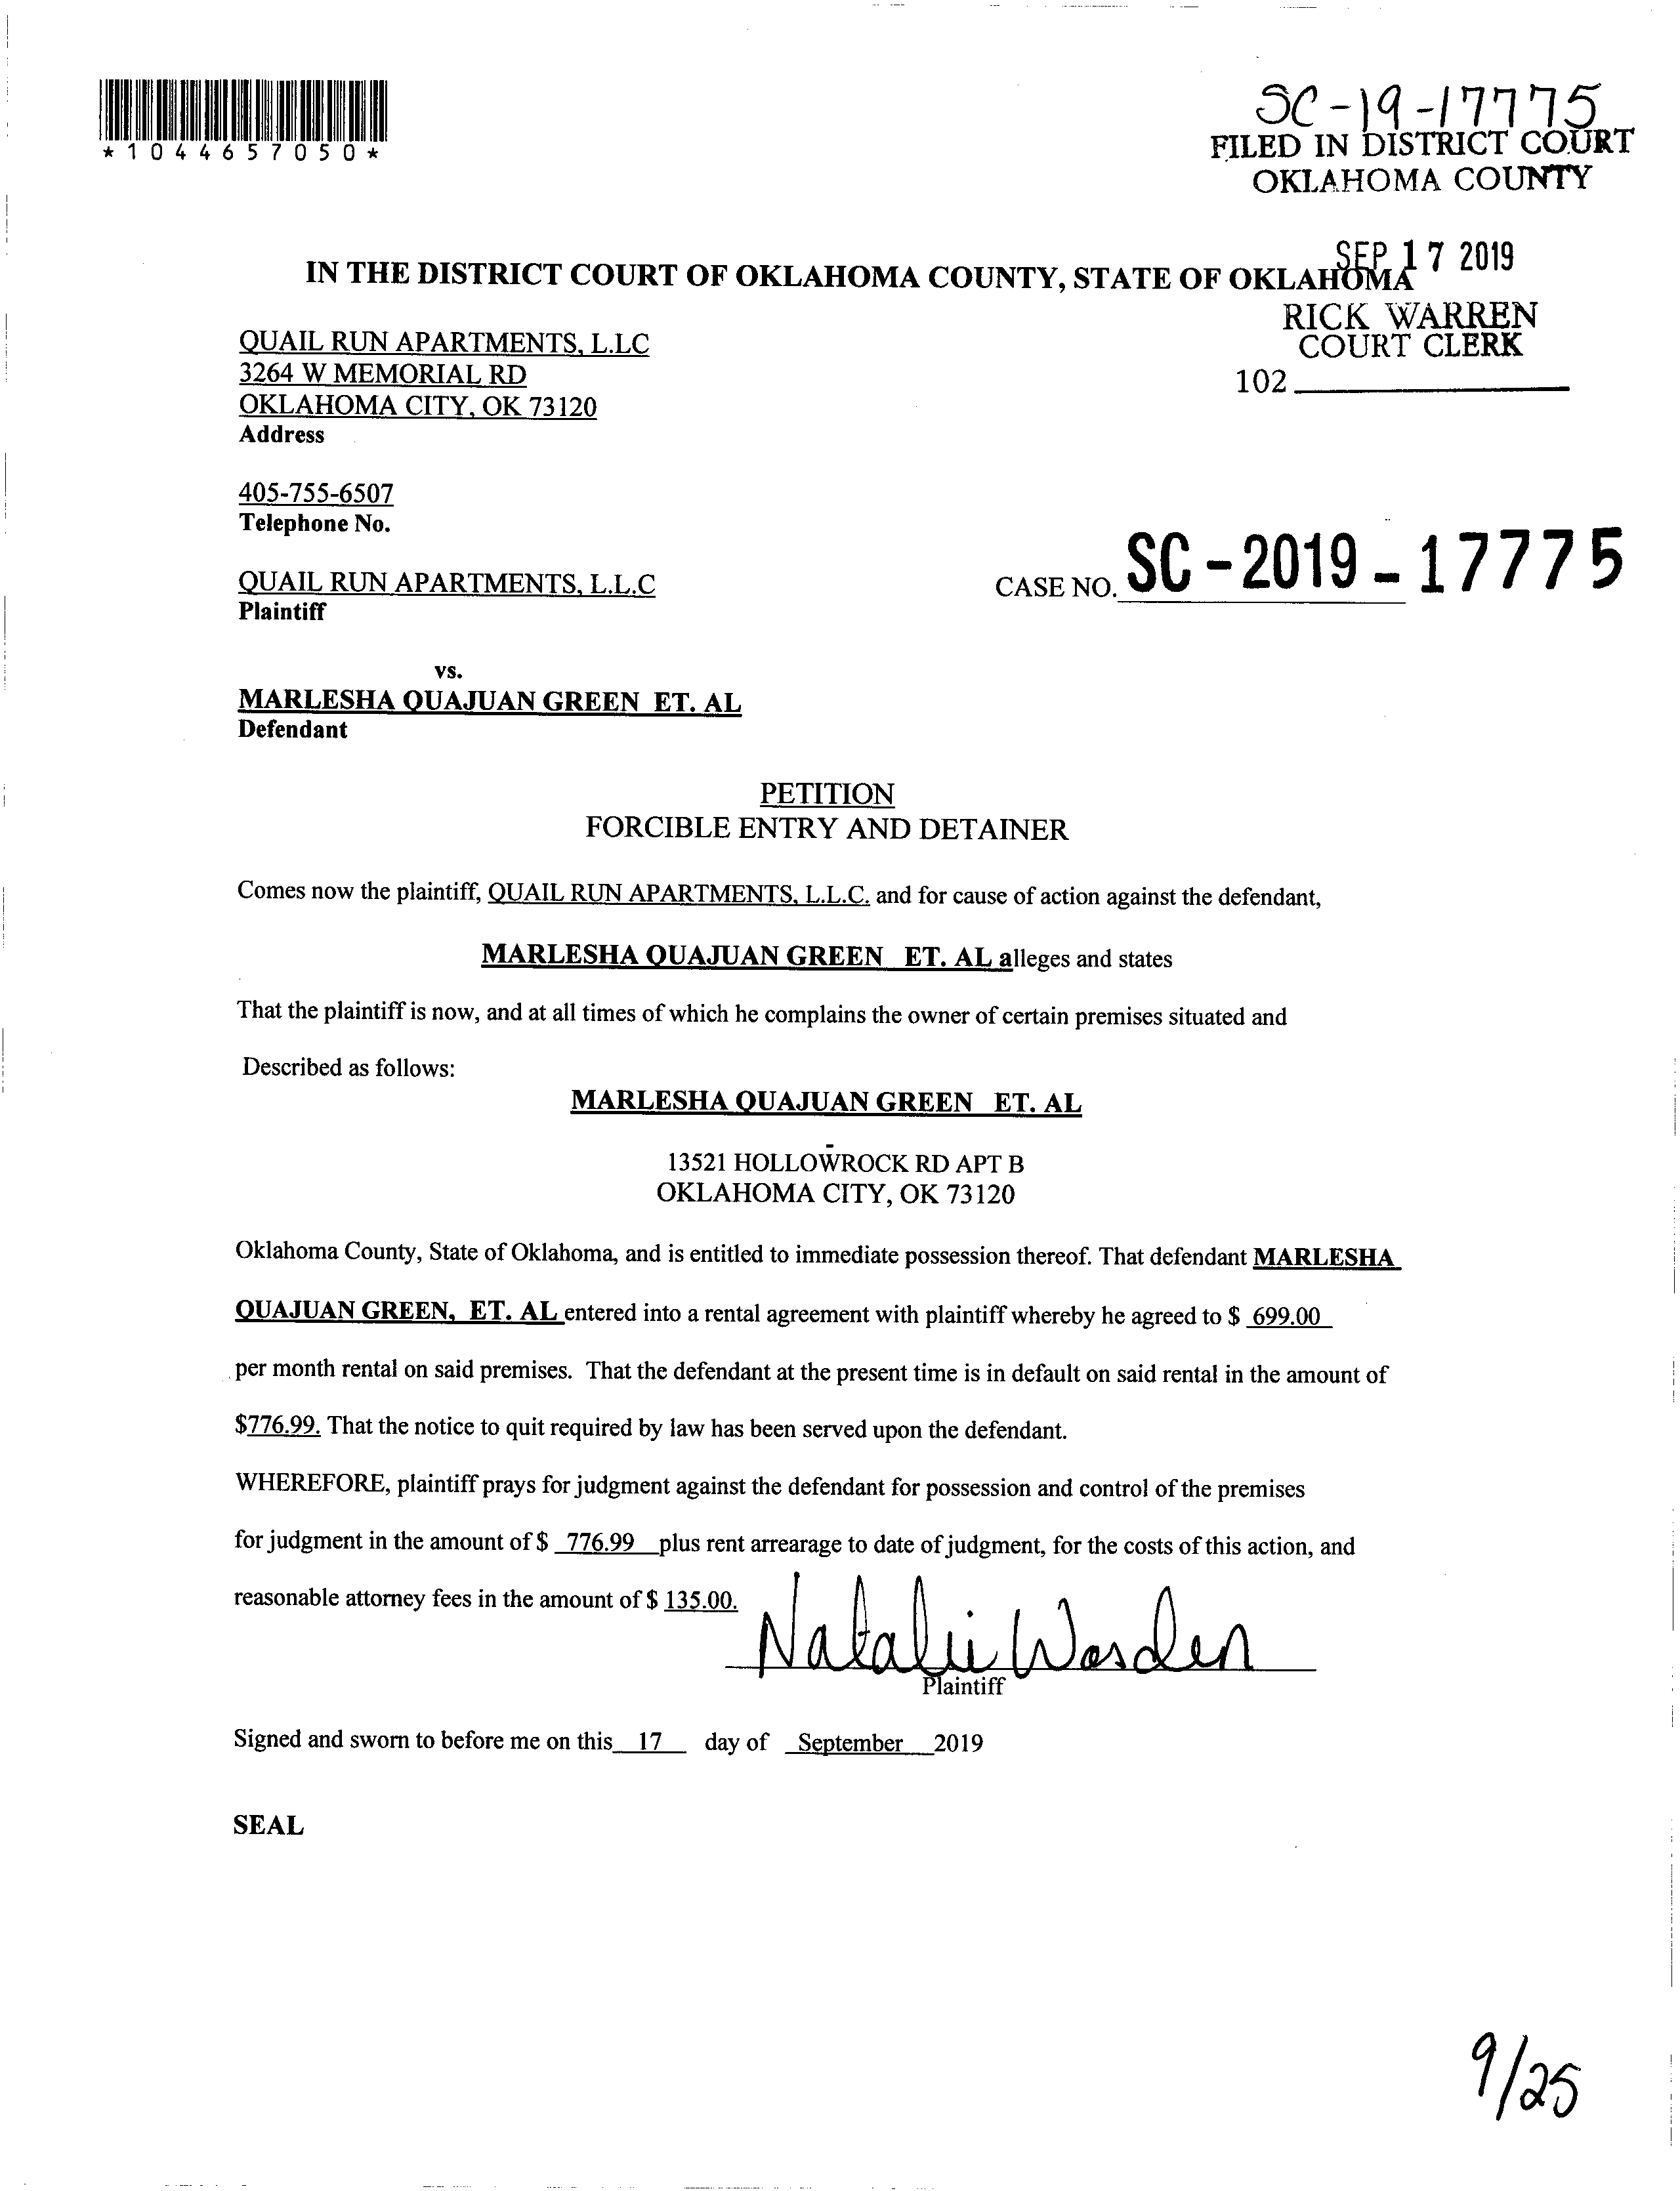 *1044657050*
SC-19-17775
FILED IN DISTRICT COURT
OKLAHOMA COUNTY
SEP 17 2019
IN THE DISTRICT COURT OF OKLAHOMA COUNTY, STATE OF OKLAHOMA
RICK WARREN
COURT CLERK
102
QUAIL RUN APARTMENTS, L.LC
3264 W MEMORIAL RD
OKLAHOMA CITY, OK 73120
Address
405-755-6507
Telephone No.
QUAIL RUN APARTMENTS, L.L.C
CASE NO. SC-2019-17775
Plaintiff
vs.
MARLESHA QUAJUAN GREEN ET. AL
Defendant
PETITION
FORCIBLE ENTRY AND DETAINER
Comes now the plaintiff, QUAIL RUN APARTMENTS, L.L.C. and for cause of action against the defendant,
MARLESHA QUAJUAN GREEN ET. AL alleges and states
That the plaintiff is now, and at all times of which he complains the owner of certain premises situated and
Described as follows:
MARLESHA QUAJUAN GREEN ET. AL
13521 HOLLOWROCK RD APT B
OKLAHOMA CITY, OK 73120
Oklahoma County, State of Oklahoma, and is entitled to immediate possession thereof. That defendant MARLESHA
QUAJUAN GREEN, ET. AL entered into a rental agreement with plaintiff whereby he agreed to $ 699.00
per month rental on said premises. That the defendant at the present time is in default on said rental in the amount of
$776.99. That the notice to quit required by law has been served upon the defendant.
WHEREFORE, plaintiff prays for judgment against the defendant for possession and control of the premises
for judgment in the amount of $ 776.99 plus rent arrearage to date of judgment, for the costs of this action, and
reasonable attorney fees in the amount of $ 135.00.
Natalie Wosden
Plaintiff
Signed and sworn to before me on this 17 day of September 2019
SEAL
9/25